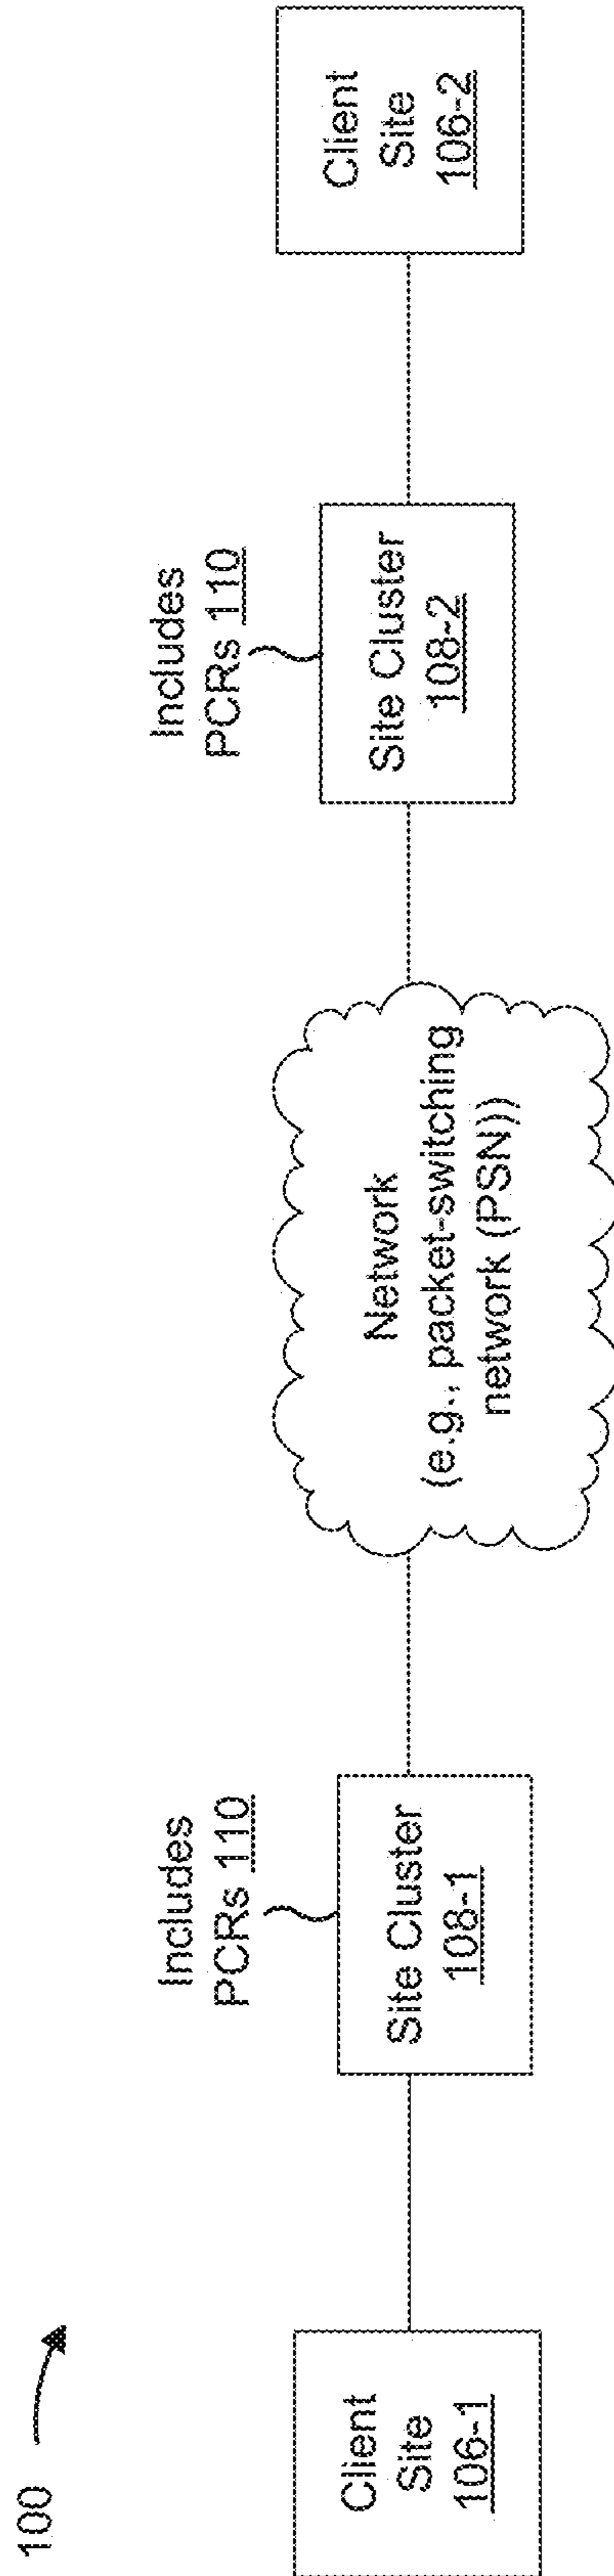 100
Client
Site
106-1
Includes
PCRs 110
Site Cluster
108-1
Network
(e.g., packet-switching
network (PSN))
Includes
PCRs 110
Site Cluster
108-2
Client
Site
106-2